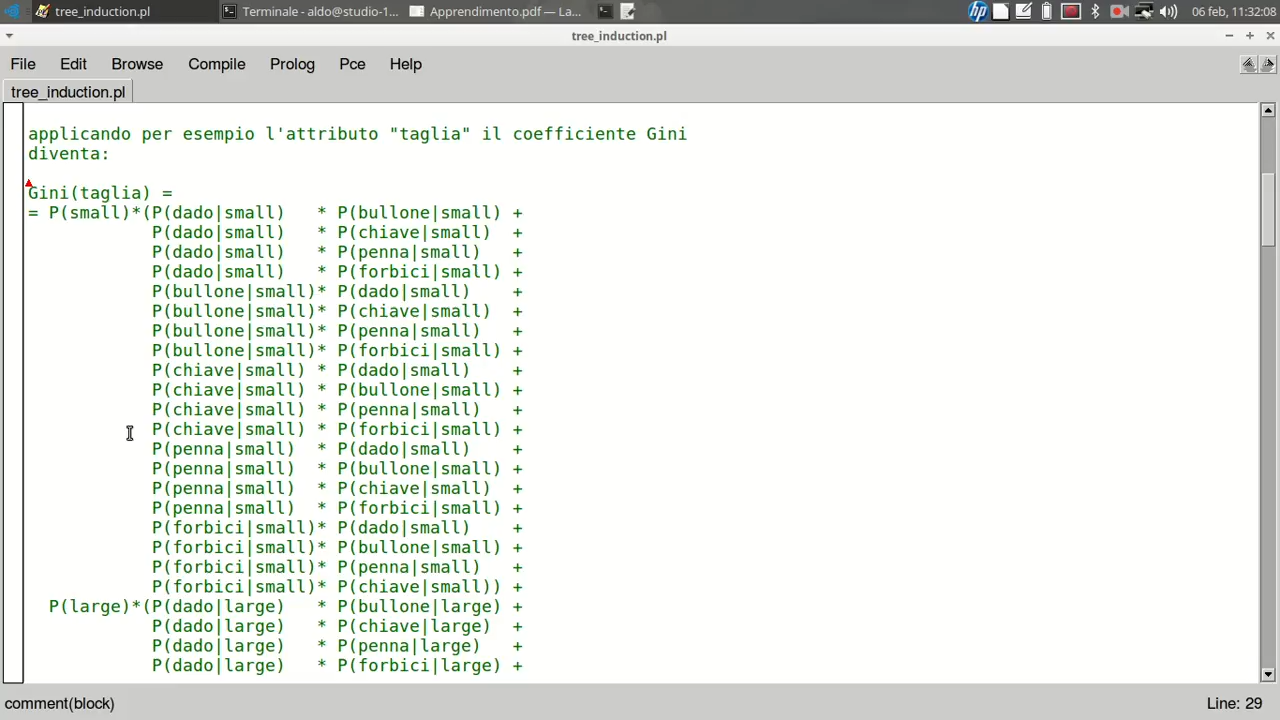 tree_induction.pl
Terminale - aldo@studio-1...
Apprendimento.pdf — La...
06 feb, 11:32:08
tree_induction.pl
File Edit Browse Compile Prolog Pce Help
tree_induction.pl
applicando per esempio l'attributo "taglia" il coefficiente Gini
diventa:
Gini(taglia) =
= P(small)*(P(dado|small) * P(bullone|small) +
P(dado|small) * P(chiave|small) +
P(dado|small) * P(penna|small) +
P(dado|small) * P(forbici|small) +
P(bullone|small)* P(dado|small) +
P(bullone|small)* P(chiave|small) +
P(bullone|small)* P(penna|small) +
P(bullone|small)* P(forbici|small) +
P(chiave|small) * P(dado|small) +
P(chiave|small) * P(bullone|small) +
P(chiave|small) * P(penna|small) +
P(chiave|small) * P(forbici|small) +
P(penna|small) * P(dado|small) +
P(penna|small) * P(bullone|small) +
P(penna|small) * P(chiave|small) +
P(penna|small) * P(forbici|small) +
P(forbici|small)* P(dado|small) +
P(forbici|small)* P(bullone|small) +
P(forbici|small)* P(penna|small) +
P(forbici|small)* P(chiave|small)) +
P(large)*(P(dado|large) * P(bullone|large) +
P(dado|large) * P(chiave|large) +
P(dado|large) * P(penna|large) +
P(dado|large) * P(forbici|large) +
comment(block)
Line: 29